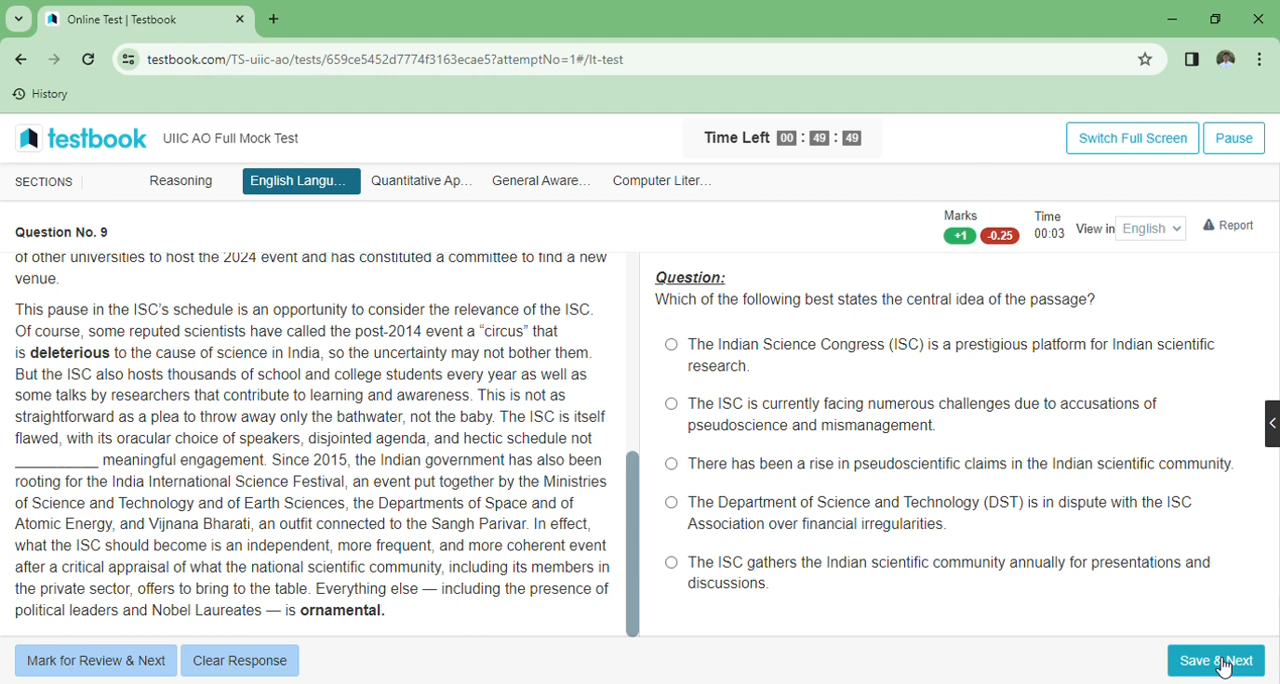 Online Test | Testbook
testbook.com/TS-uiic-ao/tests/659ce5452d7774f3163ecae5?attemptNo=1#/lt-test
History
testbook UIIC AO Full Mock Test
Time Left 00 : 49 : 49
Switch Full Screen
Pause
SECTIONS
Reasoning
English Langu...
Quantitative Ap...
General Aware...
Computer Liter...
Question No. 9
Marks
+1 -0.25
Time
00:03
View in English
Report
of other universities to host the 2024 event and has constituted a committee to find a new
venue.
This pause in the ISC's schedule is an opportunity to consider the relevance of the ISC.
Of course, some reputed scientists have called the post-2014 event a “circus” that
is deleterious to the cause of science in India, so the uncertainty may not bother them.
But the ISC also hosts thousands of school and college students every year as well as
some talks by researchers that contribute to learning and awareness. This is not as
straightforward as a plea to throw away only the bathwater, not the baby. The ISC is itself
flawed, with its oracular choice of speakers, disjointed agenda, and hectic schedule not
___________ meaningful engagement. Since 2015, the Indian government has also been
rooting for the India International Science Festival, an event put together by the Ministries
of Science and Technology and of Earth Sciences, the Departments of Space and of
Atomic Energy, and Vijnana Bharati, an outfit connected to the Sangh Parivar. In effect,
what the ISC should become is an independent, more frequent, and more coherent event
after a critical appraisal of what the national scientific community, including its members in
the private sector, offers to bring to the table. Everything else — including the presence of
political leaders and Nobel Laureates — is ornamental.
Question:
Which of the following best states the central idea of the passage?
The Indian Science Congress (ISC) is a prestigious platform for Indian scientific
research.
The ISC is currently facing numerous challenges due to accusations of
pseudoscience and mismanagement.
There has been a rise in pseudoscientific claims in the Indian scientific community.
The Department of Science and Technology (DST) is in dispute with the ISC
Association over financial irregularities.
The ISC gathers the Indian scientific community annually for presentations and
discussions.
Mark for Review & Next
Clear Response
Save & Next